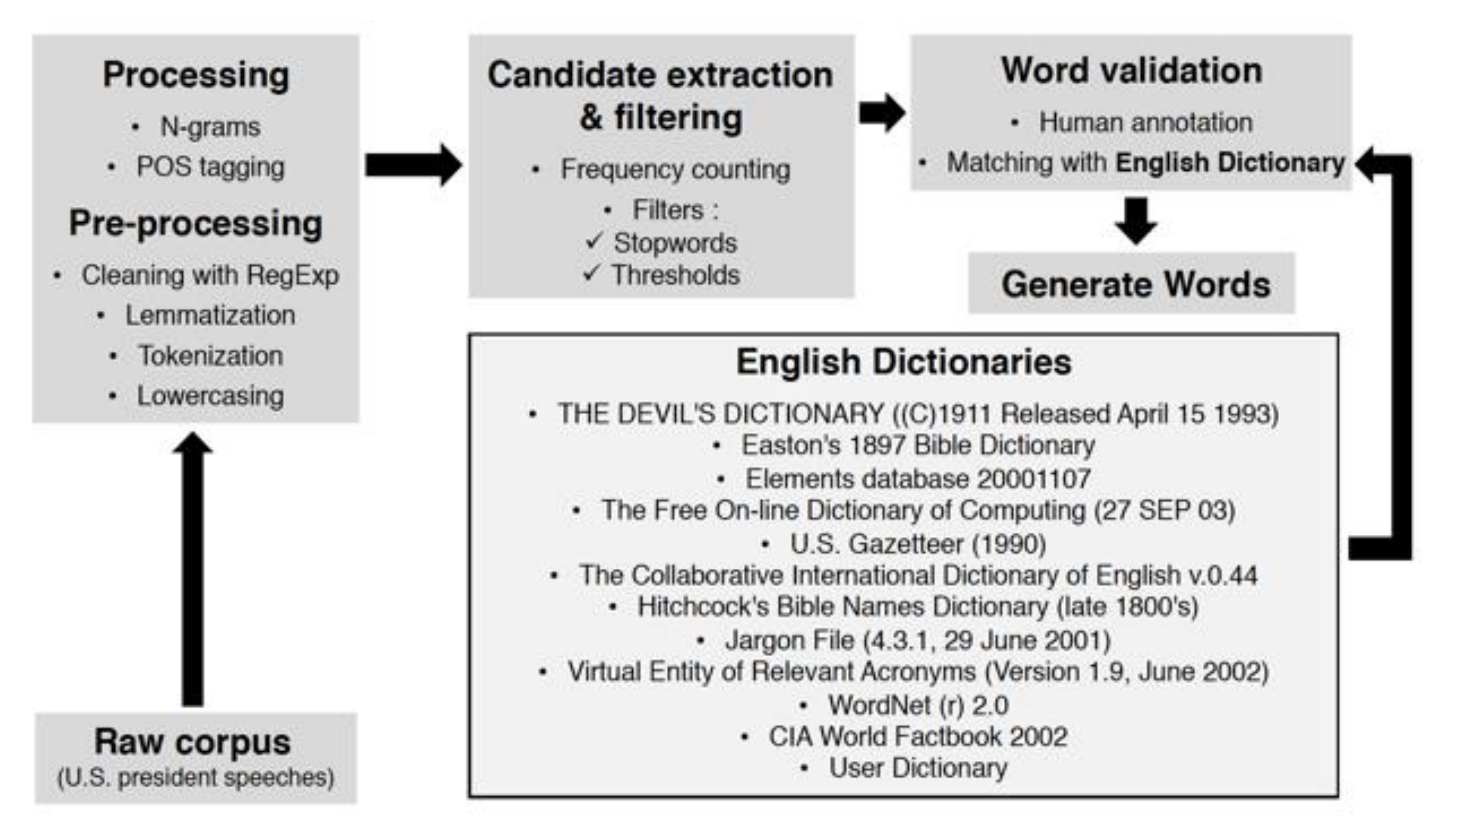 Processing
• N-grams
• POS tagging
Pre-processing
• Cleaning with RegExp
• Lemmatization
• Tokenization
• Lowercasing
Raw corpus
(U.S. president speeches)
Candidate extraction
& filtering
• Frequency counting
• Filters :
✓ Stopwords
✓ Thresholds
Word validation
• Human annotation
• Matching with English Dictionary
Generate Words
English Dictionaries
• THE DEVIL'S DICTIONARY ((C)1911 Released April 15 1993)
• Easton's 1897 Bible Dictionary
• Elements database 20001107
• The Free On-line Dictionary of Computing (27 SEP 03)
• U.S. Gazetteer (1990)
• The Collaborative International Dictionary of English v.0.44
• Hitchcock's Bible Names Dictionary (late 1800's)
• Jargon File (4.3.1, 29 June 2001)
• Virtual Entity of Relevant Acronyms (Version 1.9, June 2002)
• WordNet (r) 2.0
• CIA World Factbook 2002
• User Dictionary